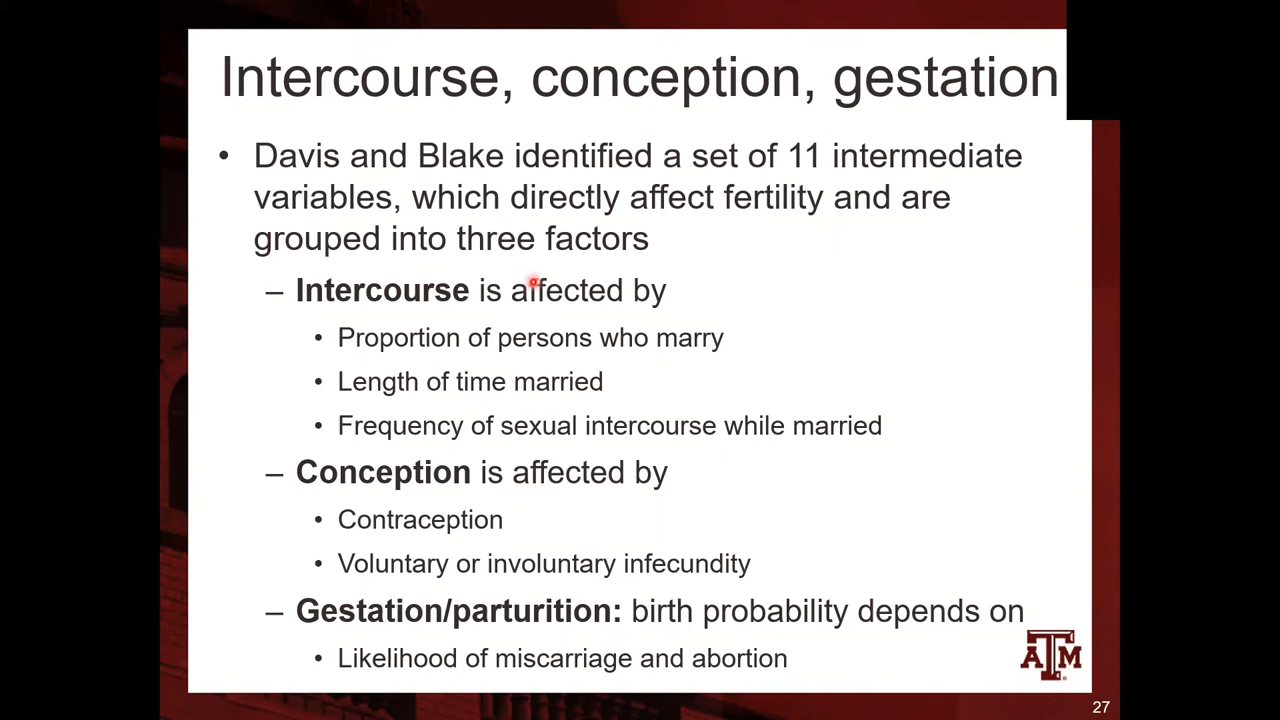 Intercourse, conception, gestation
• Davis and Blake identified a set of 11 intermediate
variables, which directly affect fertility and are
grouped into three factors
– Intercourse is affected by
• Proportion of persons who marry
• Length of time married
• Frequency of sexual intercourse while married
– Conception is affected by
• Contraception
• Voluntary or involuntary infecundity
– Gestation/parturition: birth probability depends on
• Likelihood of miscarriage and abortion
ATM
27